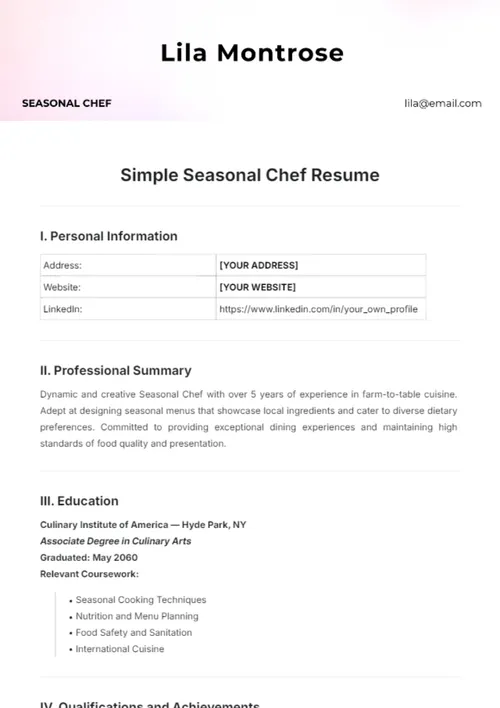 Lila Montrose
SEASONAL CHEF
lila@email.com
Simple Seasonal Chef Resume
I. Personal Information
Address: [YOUR ADDRESS]
Website: [YOUR WEBSITE]
LinkedIn: https://www.linkedin.com/in/your_own_profile
II. Professional Summary
Dynamic and creative Seasonal Chef with over 5 years of experience in farm-to-table cuisine.
Adept at designing seasonal menus that showcase local ingredients and cater to diverse dietary
preferences. Committed to providing exceptional dining experiences and maintaining high
standards of food quality and presentation.
III. Education
Culinary Institute of America — Hyde Park, NY
Associate Degree in Culinary Arts
Graduated: May 2060
Relevant Coursework:
• Seasonal Cooking Techniques
• Nutrition and Menu Planning
• Food Safety and Sanitation
• International Cuisine
IV. Qualifications and Achievements